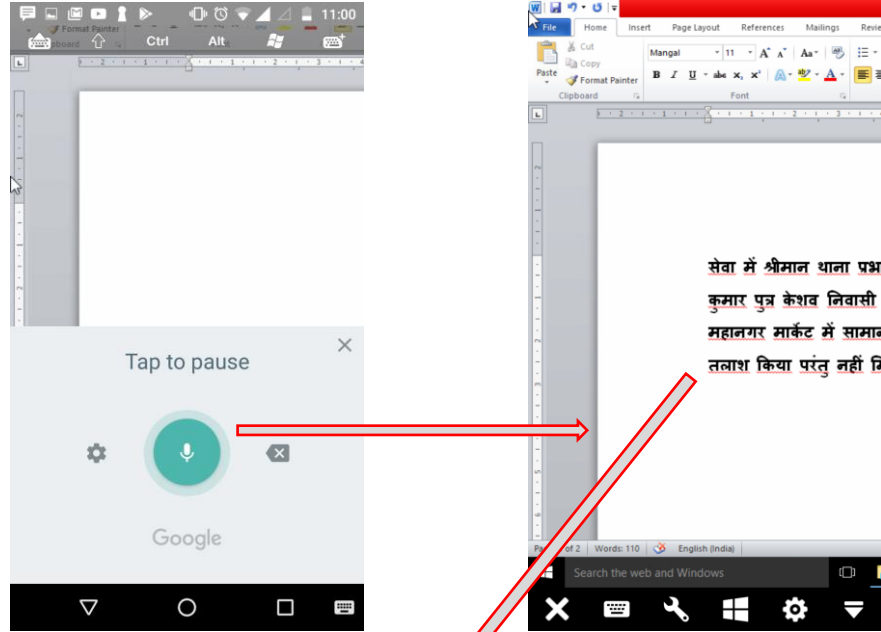 11:00
Format Painter
Ctrl
Alt
Tap to pause
Google
File Home Insert Page Layout References Mailings
Cut
Copy
Paste
Format Painter
Clipboard
Mangal 11
Font
सेवा में श्रीमान थाना
कुमार पुत्र केशव निवासी
महानगर मार्केट में
तलाश किया परंतु नहीं
of 2 Words: 110 English (India)
Search the web and Windows